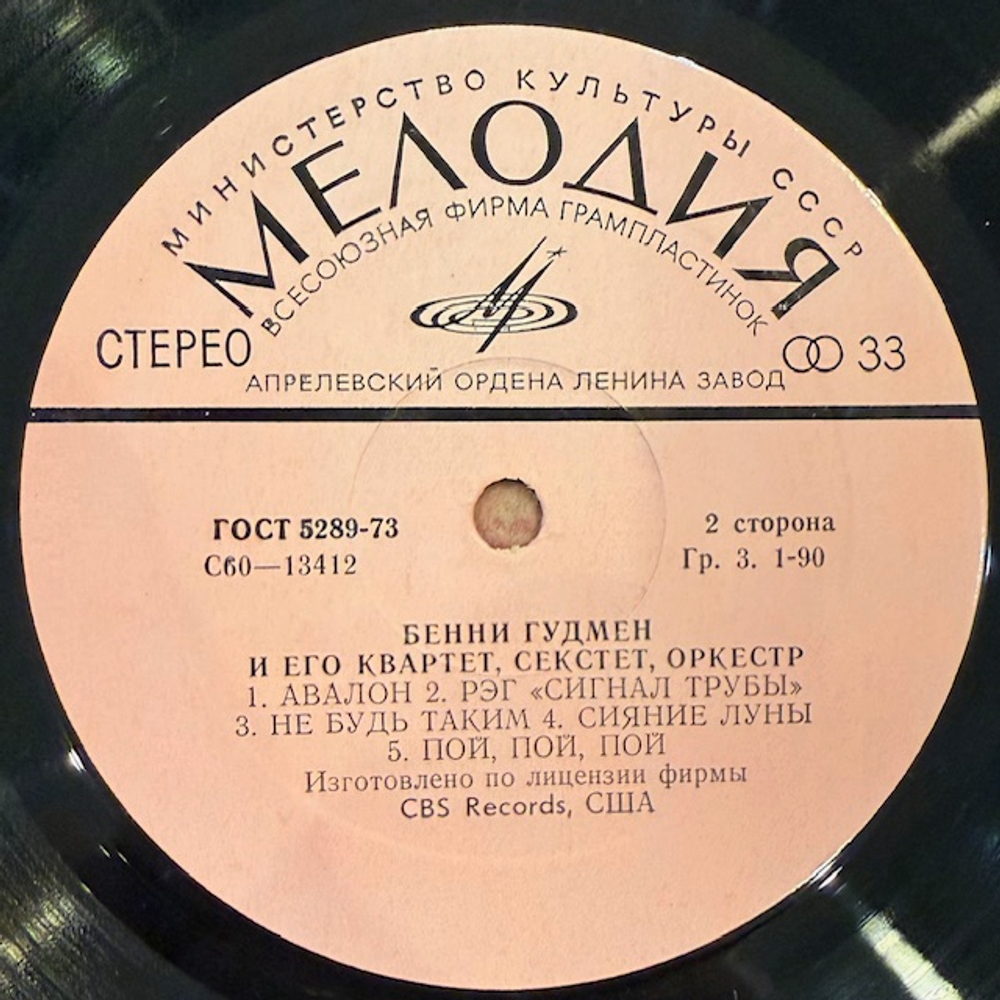 МИНИСТЕРСТВО КУЛЬТУРЫ СССР
МЕЛОДИЯ
ВСЕСОЮЗНАЯ ФИРМА ГРАМПЛАСТИНОК
СТЕРЕО
33
АПРЕЛЕВСКИЙ ОРДЕНА ЛЕНИНА ЗАВОД
ГОСТ 5289-73
2 сторона
С60—13412
Гр. 3. 1-90
БЕННИ ГУДМЕН
И ЕГО КВАРТЕТ, СЕКСТЕТ, ОРКЕСТР
1. АВАЛОН 2. РЭГ «СИГНАЛ ТРУБЫ»
3. НЕ БУДЬ ТАКИМ 4. СИЯНИЕ ЛУНЫ
5. ПОЙ, ПОЙ, ПОЙ
Изготовлено по лицензии фирмы
CBS Records, США